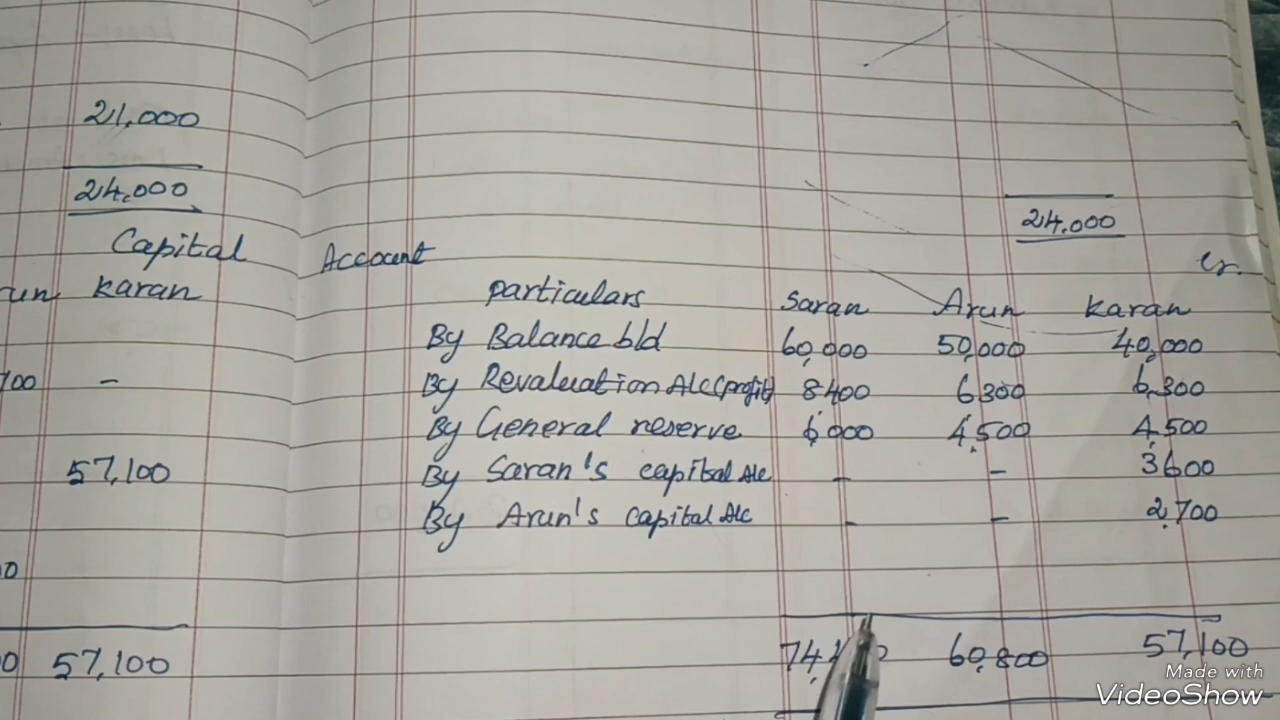 21,000
24,000
24,000
Capital Account
Cr.
run karan
particulars Saran Arun karan
By Balance b/d 60,000 50,000 40,000
700 -
By Revaluation A/c (profit) 8400 6300 6,300
By General reserve 6000 4,500 4,500
57,100
By Saran's capital A/c - - 3600
By Arun's capital A/c - - 2,700
0
0 57,100
60,800 57,100
Made with
VideoShow